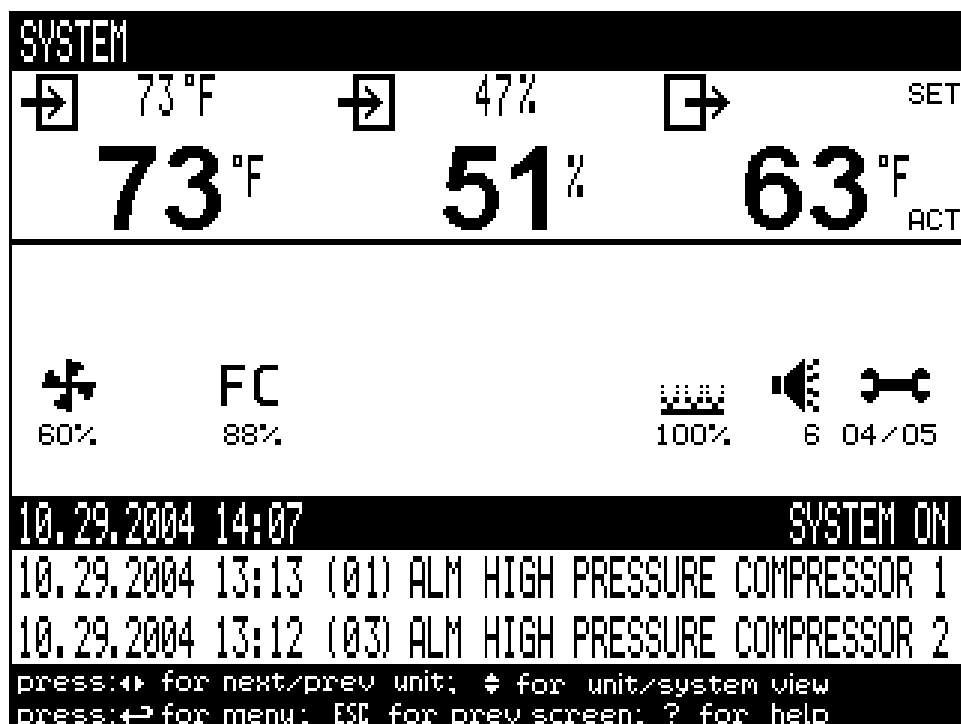 SYSTEM
73°F 47% SET
73°F 51% 63°F ACT
FC
60% 88% 100% 6 04/05
10.29.2004 14:07 SYSTEM ON
10.29.2004 13:13 (01) ALM HIGH PRESSURE COMPRESSOR 1
10.29.2004 13:12 (03) ALM HIGH PRESSURE COMPRESSOR 2
press: for next/prev unit; for unit/system view
press: for menu; ESC for prev screen; ? for help